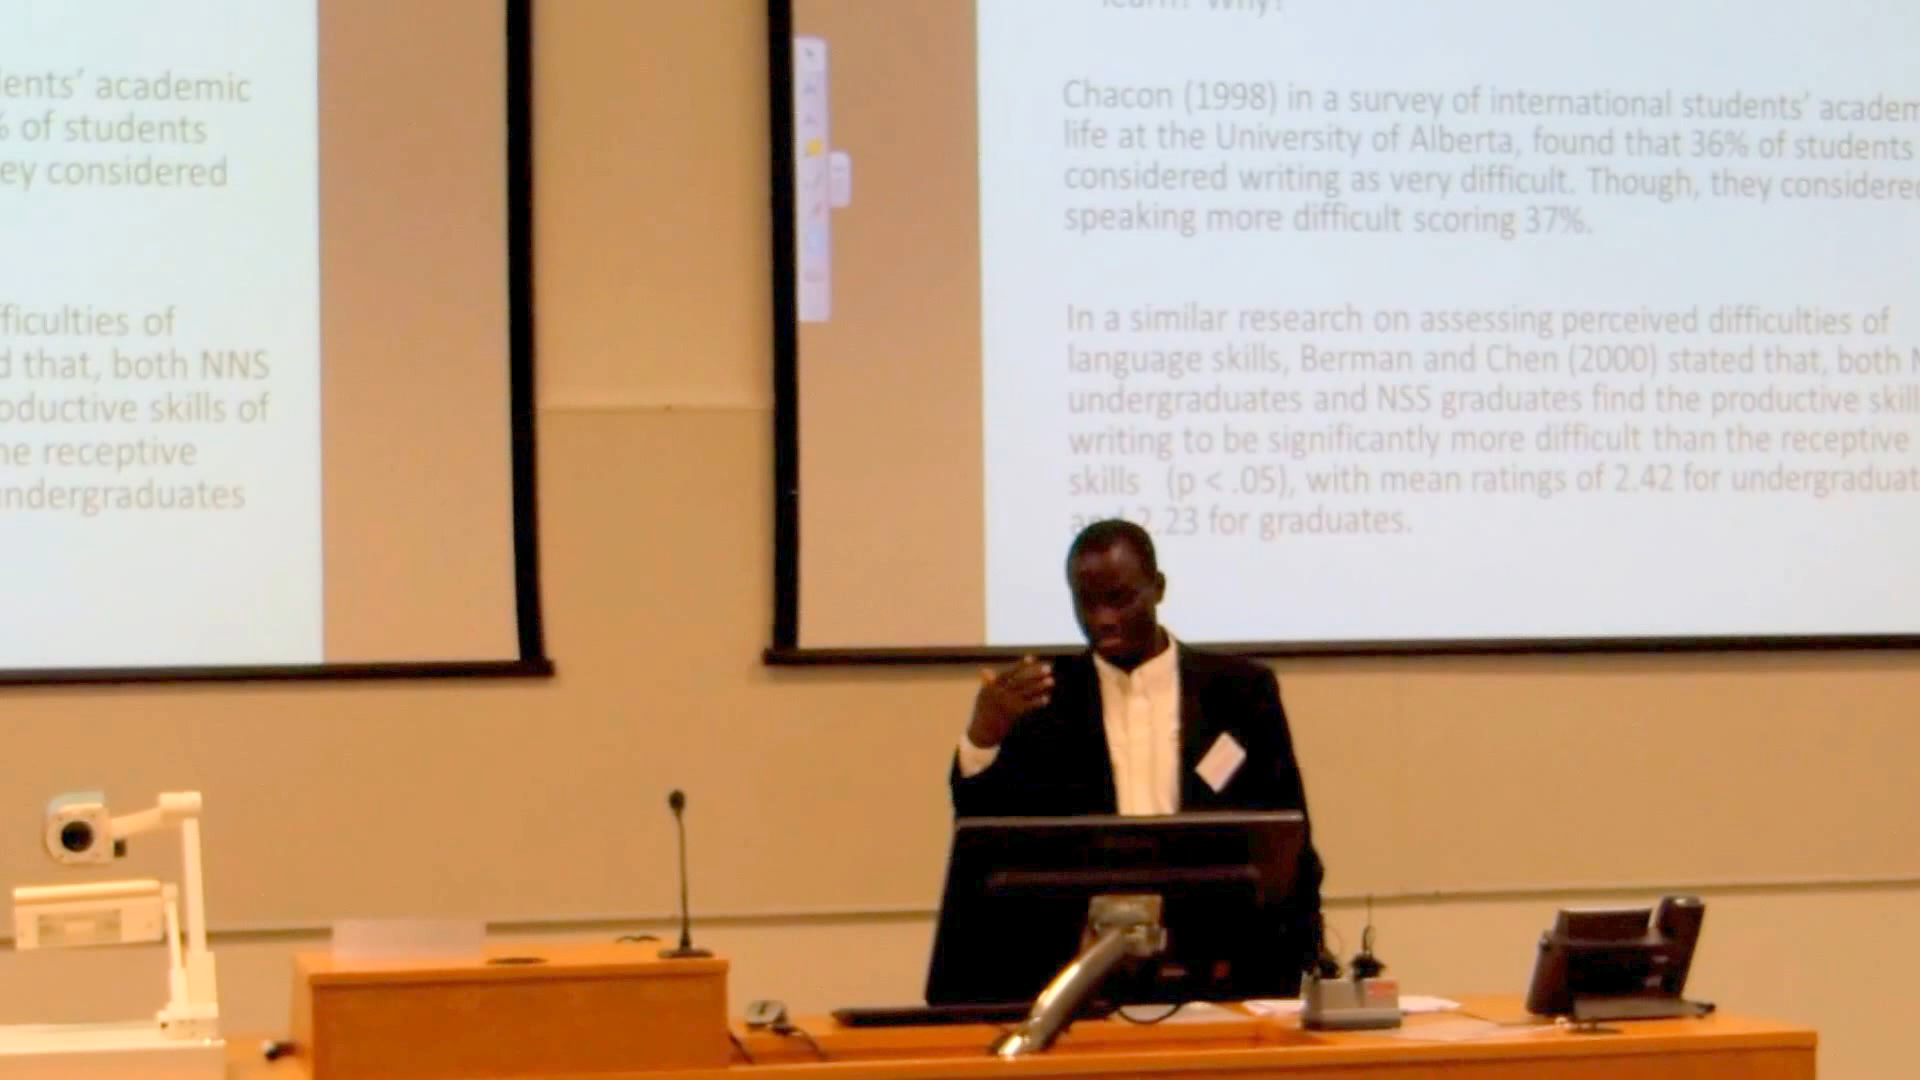 ents' academic
% of students
ey considered
ficulties of
d that, both NNS
oductive skills of
he receptive
undergraduates
learn? Why?
Chacon (1998) in a survey of international students' academ
life at the University of Alberta, found that 36% of students
considered writing as very difficult. Though, they considered
speaking more difficult scoring 37%.
In a similar research on assessing perceived difficulties of
language skills, Berman and Chen (2000) stated that, both N
undergraduates and NSS graduates find the productive skill
writing to be significantly more difficult than the receptive
skills (p < .05), with mean ratings of 2.42 for undergraduat
and 2.23 for graduates.